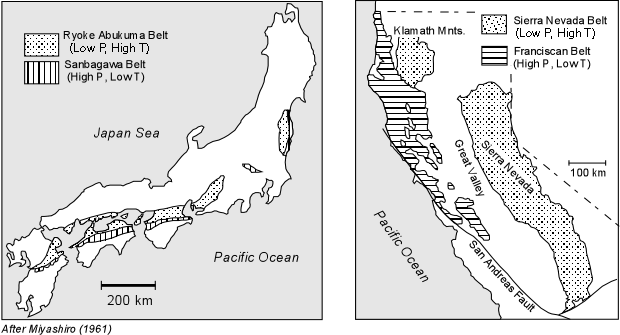 Ryoke Abukuma Belt
(Low P, High T)
Sanbagawa Belt
(High P, Low T)
Japan Sea
Pacific Ocean
200 km
After Miyashiro (1961)
Klamath Mnts.
Sierra Nevada Belt
(Low P, High T)
Franciscan Belt
(High P, Low T)
100 km
Great Valley
Sierra Nevada
Pacific Ocean
San Andreas Fault